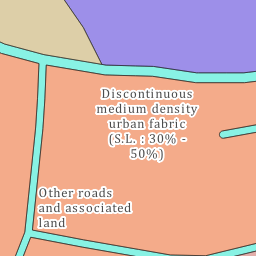 Discontinuous
medium density
urban fabric
(S.L. : 30% -
50%)
Other roads
and associated
land